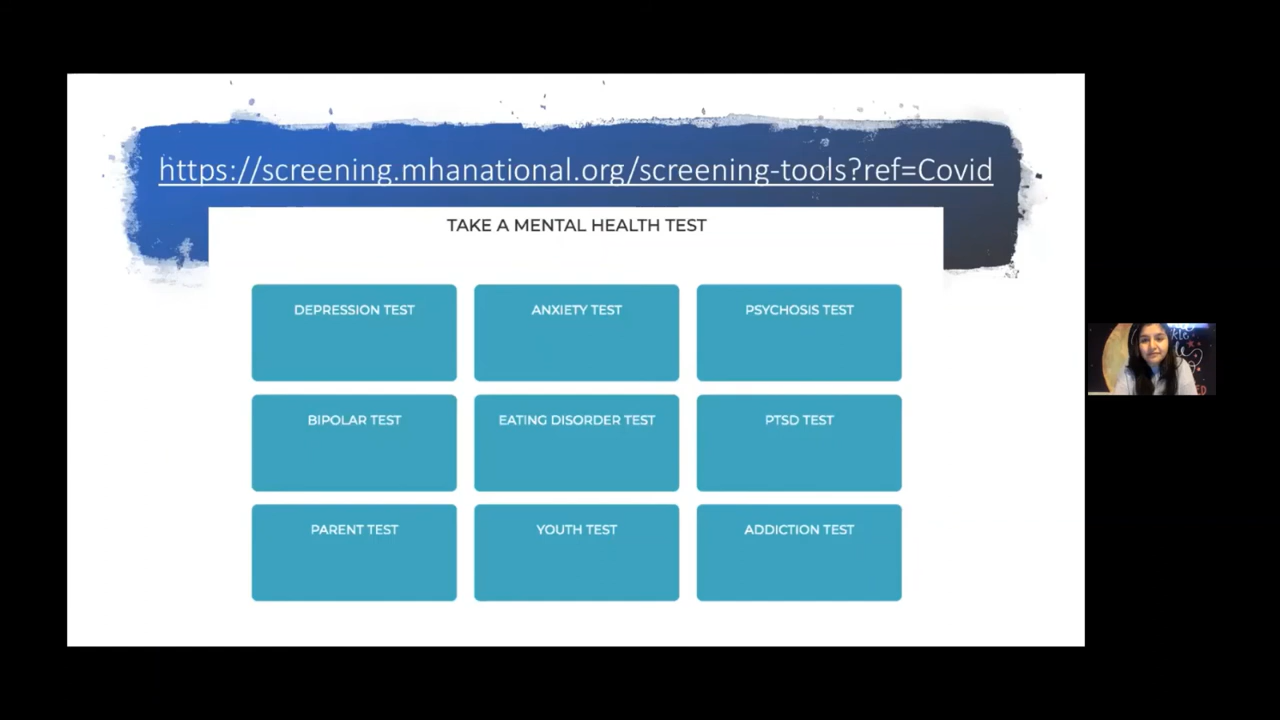 https://screening.mhanational.org/screening-tools?ref=Covid
TAKE A MENTAL HEALTH TEST
DEPRESSION TEST
ANXIETY TEST
PSYCHOSIS TEST
BIPOLAR TEST
EATING DISORDER TEST
PTSD TEST
PARENT TEST
YOUTH TEST
ADDICTION TEST